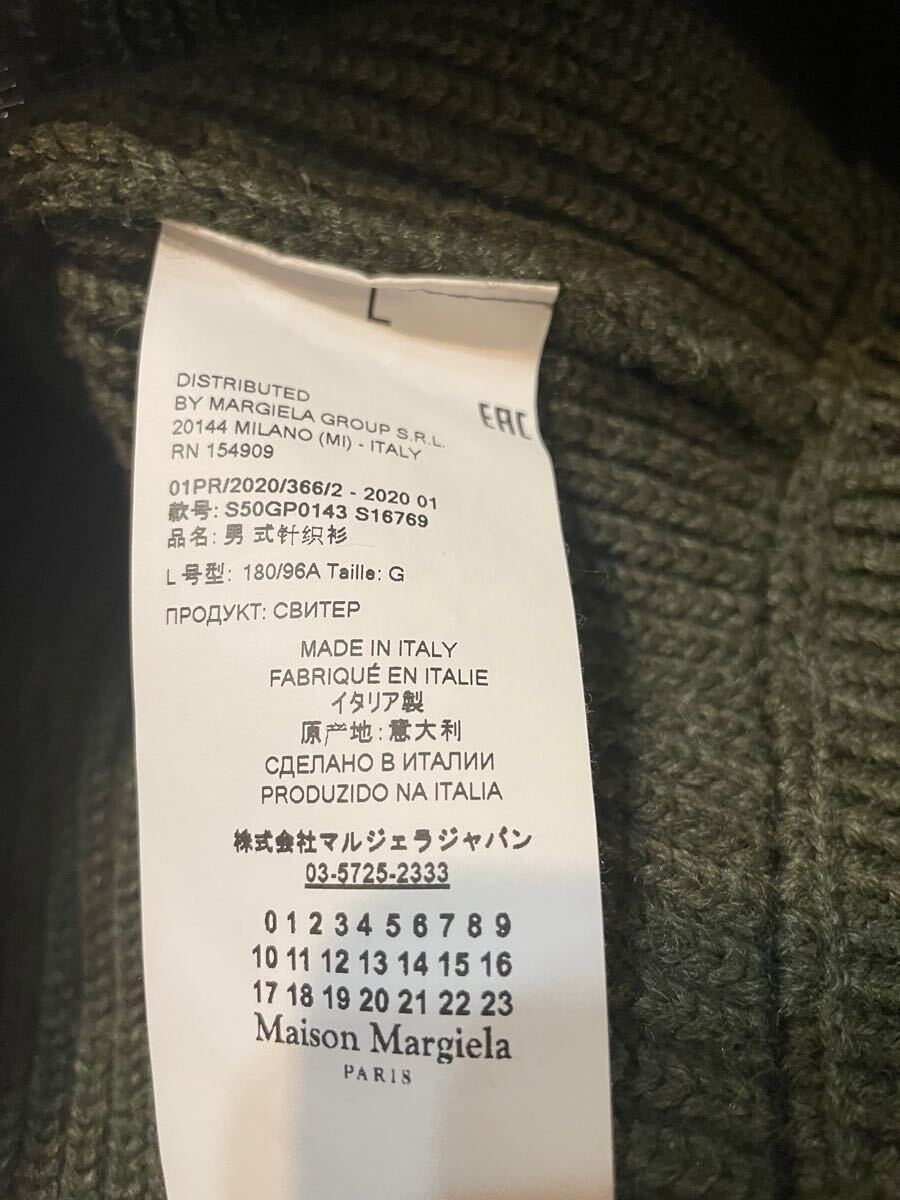 L
DISTRIBUTED
BY MARGIELA GROUP S.R.L.
20144 MILANO (MI) - ITALY
RN 154909
EAC
01PR/2020/366/2 - 2020 01
款号: S50GP0143 S16769
品名: 男式针织衫
L号型: 180/96A Taille: G
ПРОДУКТ: СВИТЕР
MADE IN ITALY
FABRIQUÉ EN ITALIE
イタリア製
原产地: 意大利
СДЕЛАНО В ИТАЛИИ
PRODUZIDO NA ITALIA
株式会社マルジェラジャパン
03-5725-2333
0 1 2 3 4 5 6 7 8 9
10 11 12 13 14 15 16
17 18 19 20 21 22 23
Maison Margiela
PARIS